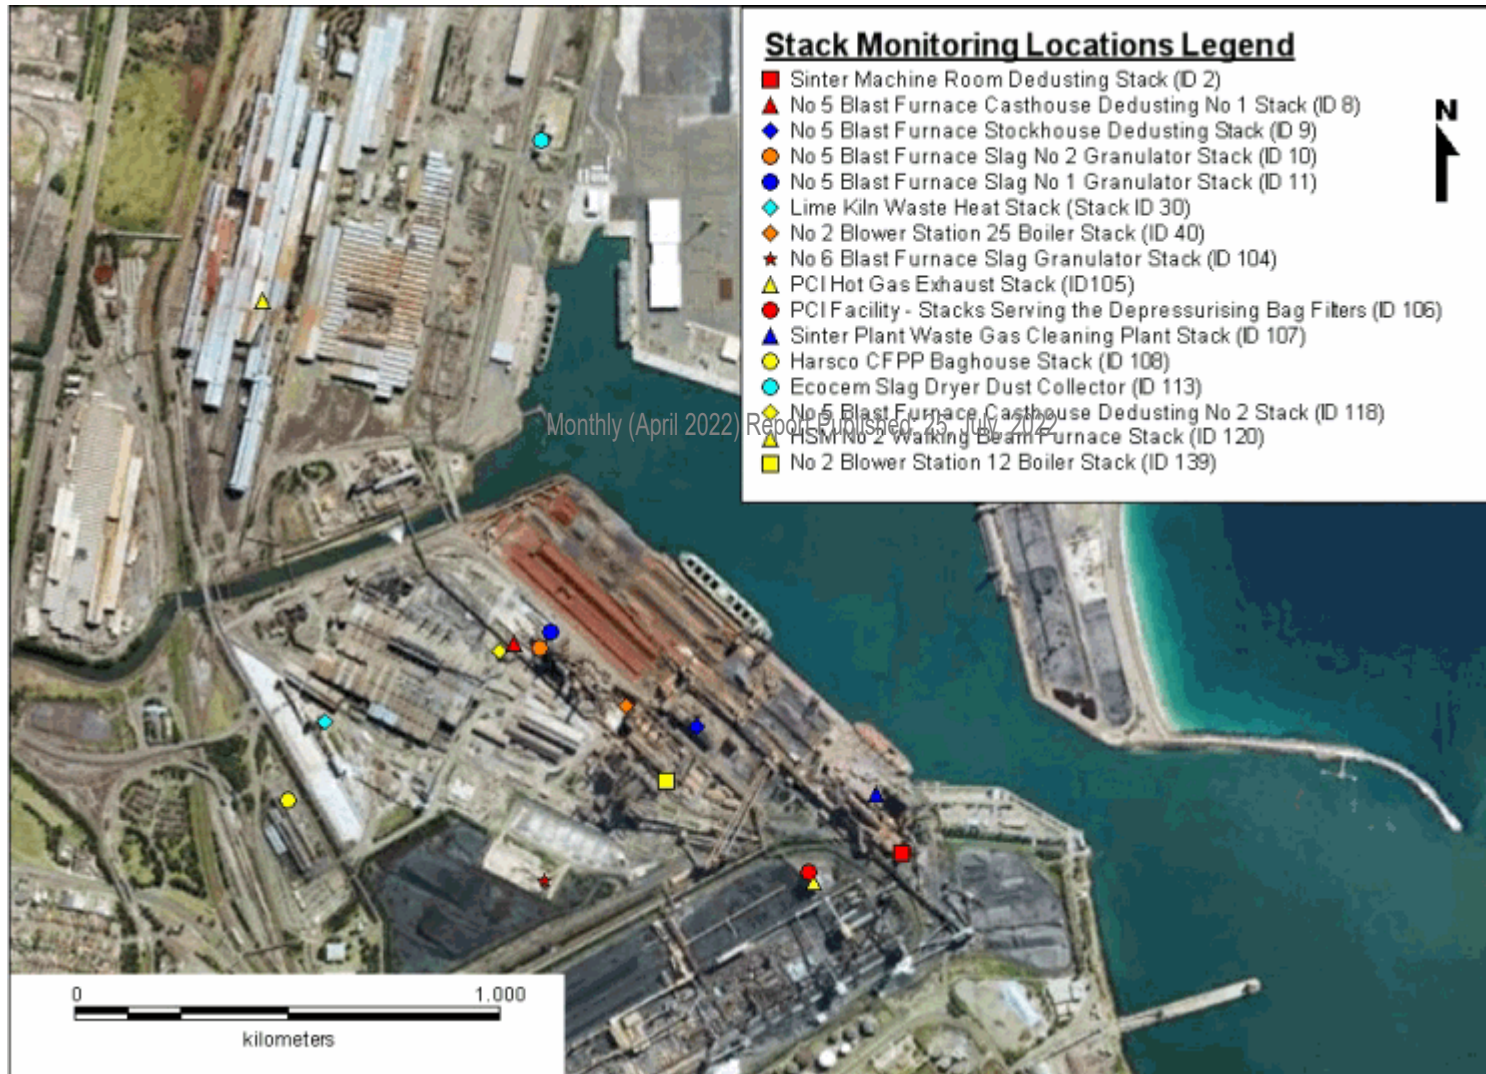 Stack Monitoring Locations Legend
Sinter Machine Room Dedusting Stack (ID 2)
No 5 Blast Furnace Casthouse Dedusting No 1 Stack (ID 8)
No 5 Blast Furnace Stockhouse Dedusting Stack (ID 9)
No 5 Blast Furnace Slag No 2 Granulator Stack (ID 10)
No 5 Blast Furnace Slag No 1 Granulator Stack (ID 11)
Lime Kiln Waste Heat Stack (Stack ID 30)
No 2 Blower Station 25 Boiler Stack (ID 40)
No 6 Blast Furnace Slag Granulator Stack (ID 104)
PCI Hot Gas Exhaust Stack (ID105)
PCI Facility - Stacks Serving the Depressurising Bag Filters (ID 106)
Sinter Plant Waste Gas Cleaning Plant Stack (ID 107)
Harsco CFPP Baghouse Stack (ID 108)
Ecocem Slag Dryer Dust Collector (ID 113)
No 5 Blast Furnace Casthouse Dedusting No 2 Stack (ID 118)
Monthly (April 2022) Report Published: 25, July, 2022
HSM No 2 Walking Beam Furnace Stack (ID 120)
No 2 Blower Station 12 Boiler Stack (ID 139)
N
0 1,000
kilometers